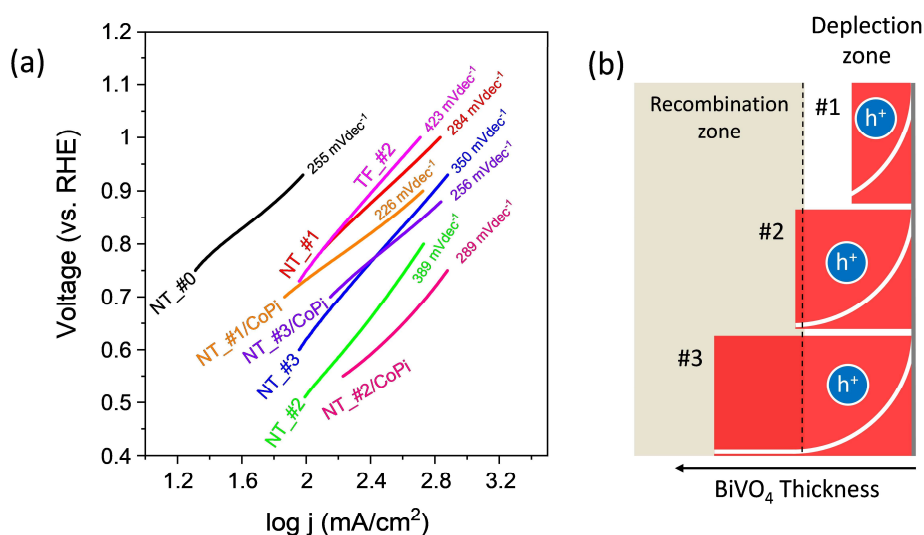 (a)
Voltage (vs. RHE)
1.2
1.1
1
0.9
0.8
0.7
0.6
0.5
0.4
1.2
1.6
2
2.4
2.8
3.2
log j (mA/cm²)
NT_#0
255 mVdec⁻¹
TF_#2
423 mVdec⁻¹
NT_#1
284 mVdec⁻¹
NT_#1/CoPi
226 mVdec⁻¹
NT_#3
350 mVdec⁻¹
NT_#3/CoPi
256 mVdec⁻¹
NT_#2
389 mVdec⁻¹
NT_#2/CoPi
289 mVdec⁻¹
(b)
Deplection
zone
Recombination
zone
#1
h⁺
#2
h⁺
#3
h⁺
BiVO₄ Thickness